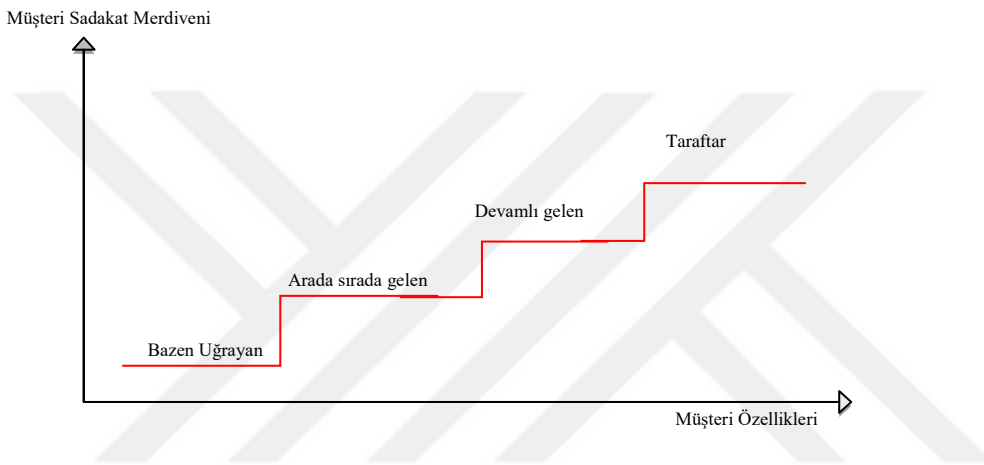 Müşteri Sadakat Merdiveni
Taraftar
Devamlı gelen
Arada sırada gelen
Bazen Uğrayan
Müşteri Özellikleri